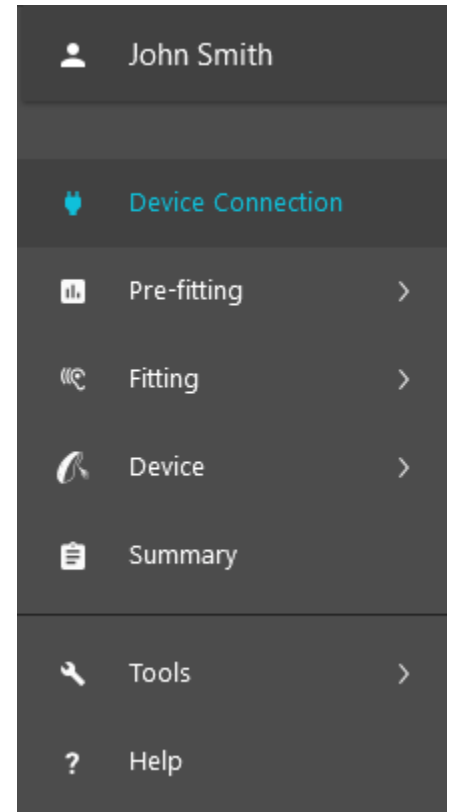 John Smith
Device Connection
Pre-fitting
Fitting
Device
Summary
Tools
? Help